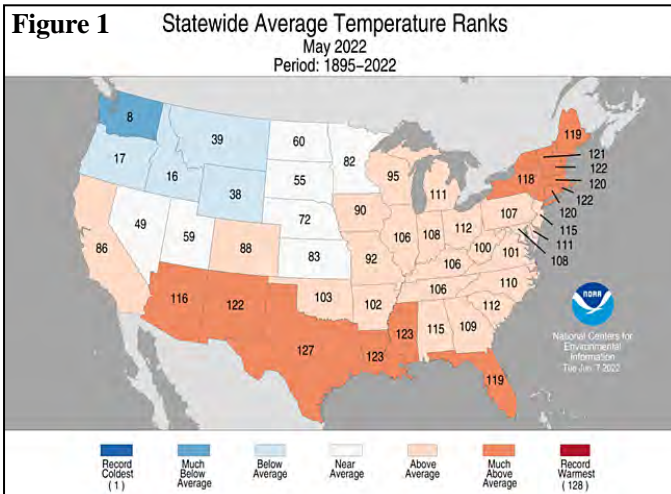 Figure 1
Statewide Average Temperature Ranks
May 2022
Period: 1895-2022
8
39
60
82
119
17
16
38
55
95
111
118
121
122
120
122
120
115
111
108
49
59
88
72
83
90
92
106
108
112
107
100
101
86
106
110
116
122
103
102
106
112
127
123
123
115
109
119
NOAA
National Centers for
Environmental
Information
Tue Jun. 7 2022
Record
Coldest
(1)
Much
Below
Average
Below
Average
Near
Average
Above
Average
Much
Above
Average
Record
Warmest
(128)